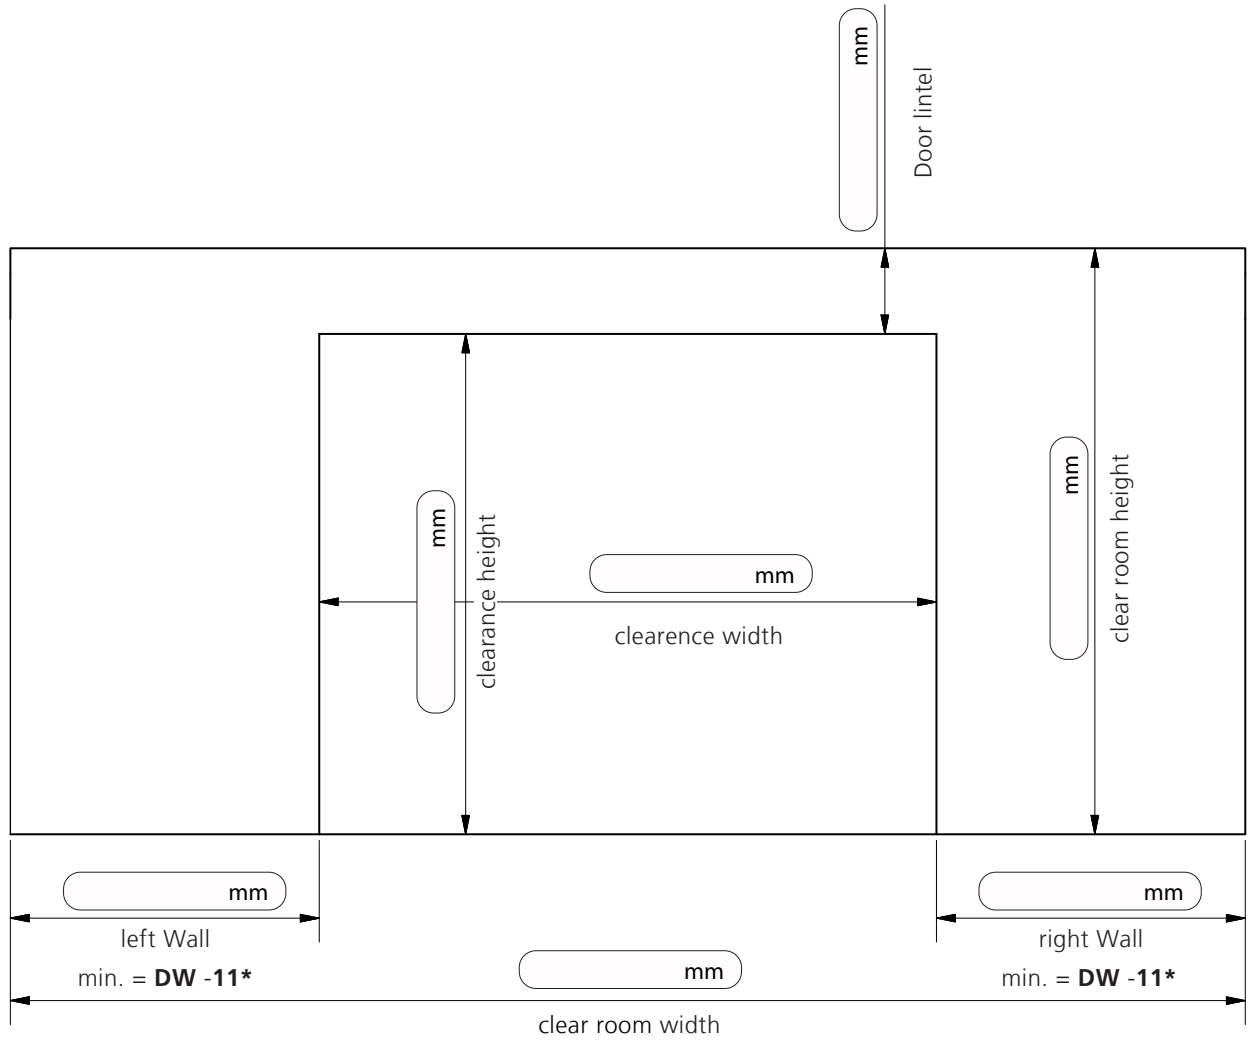 mm
Door lintel
mm
clearance height
mm
clearence width
mm
clear room height
mm
left Wall
min. = DW -11*
mm
right Wall
min. = DW -11*
mm
clear room width